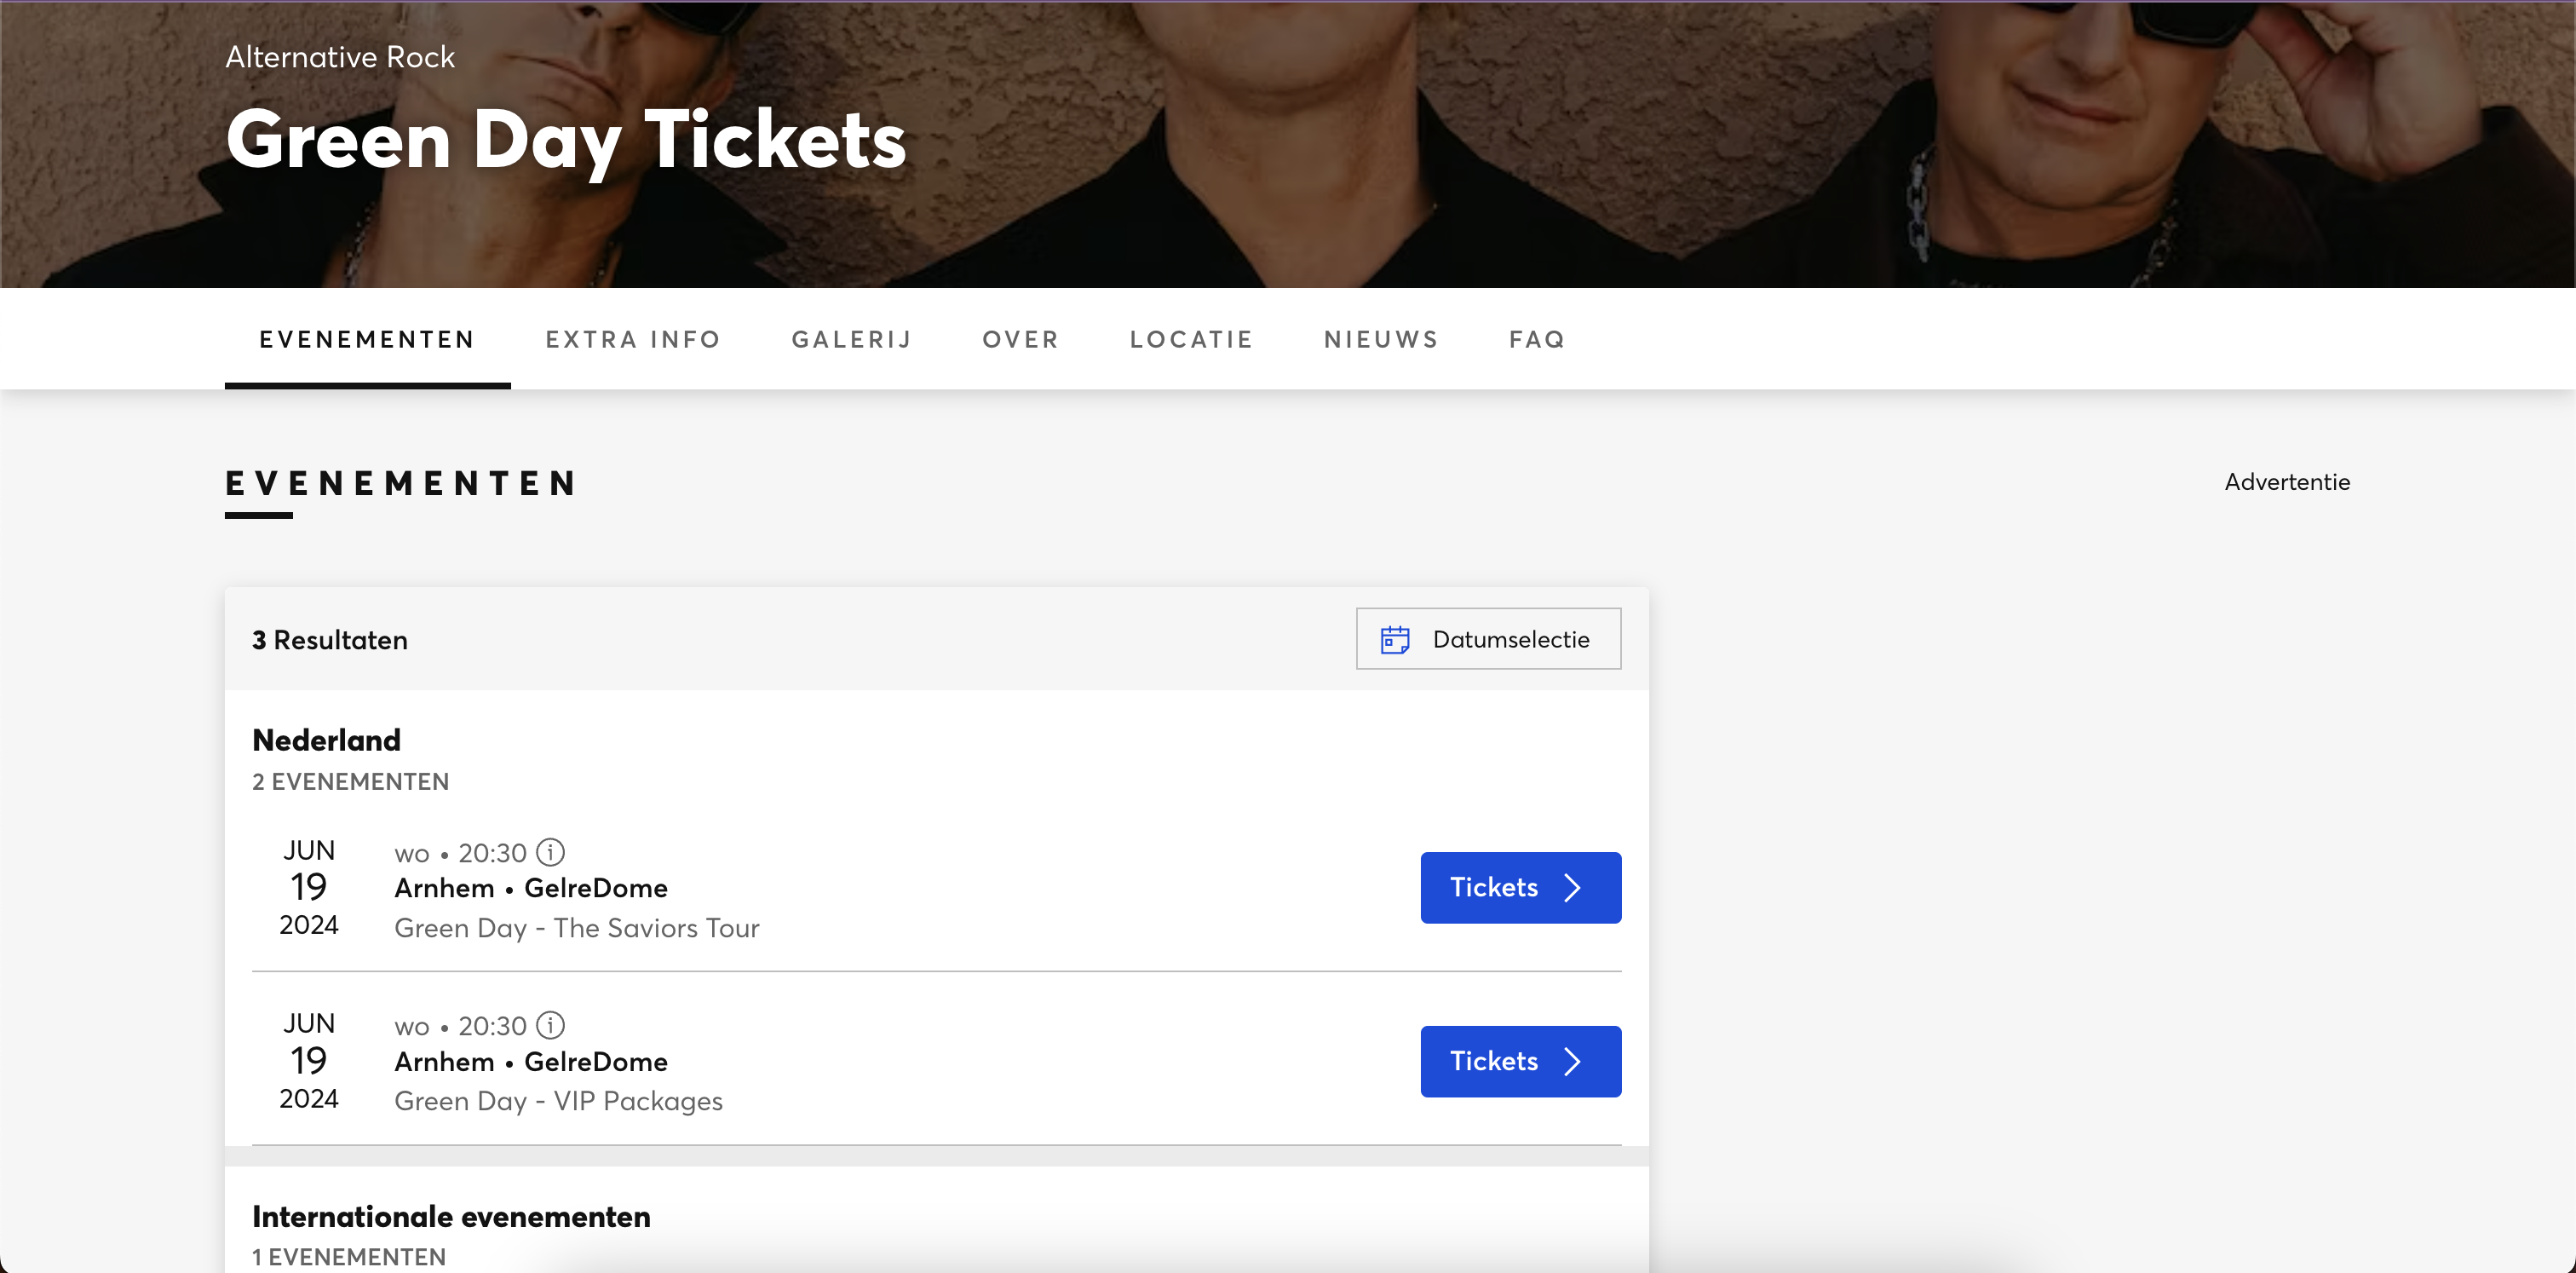 Alternative Rock
Green Day Tickets
EVENEMENTEN EXTRA INFO GALERIJ OVER LOCATIE NIEUWS FAQ
EVENEMENTEN
Advertentie
3 Resultaten
Datumselectie
Nederland
2 EVENEMENTEN
JUN
19
2024
wo • 20:30
Arnhem • GelreDome
Green Day - The Saviors Tour
Tickets
JUN
19
2024
wo • 20:30
Arnhem • GelreDome
Green Day - VIP Packages
Tickets
Internationale evenementen
1 EVENEMENTEN